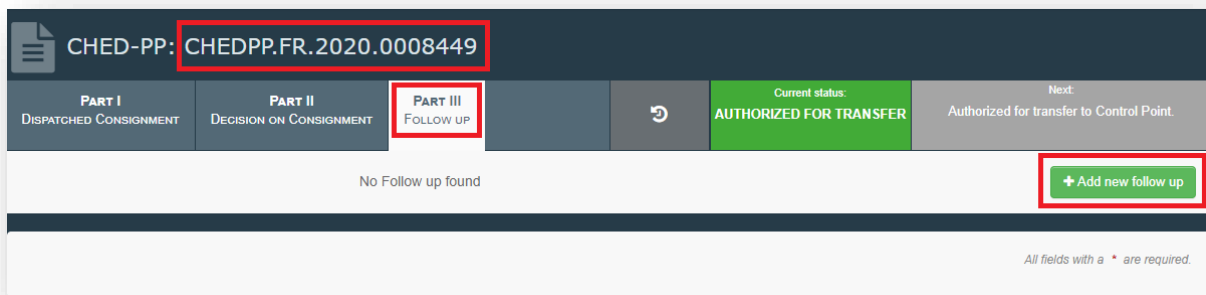 CHED-PP: CHEDPP.FR.2020.0008449
PART I
DISPATCHED CONSIGNMENT
PART II
DECISION ON CONSIGNMENT
PART III
FOLLOW UP
Current status:
AUTHORIZED FOR TRANSFER
Next:
Authorized for transfer to Control Point.
No Follow up found
+ Add new follow up
All fields with a * are required.